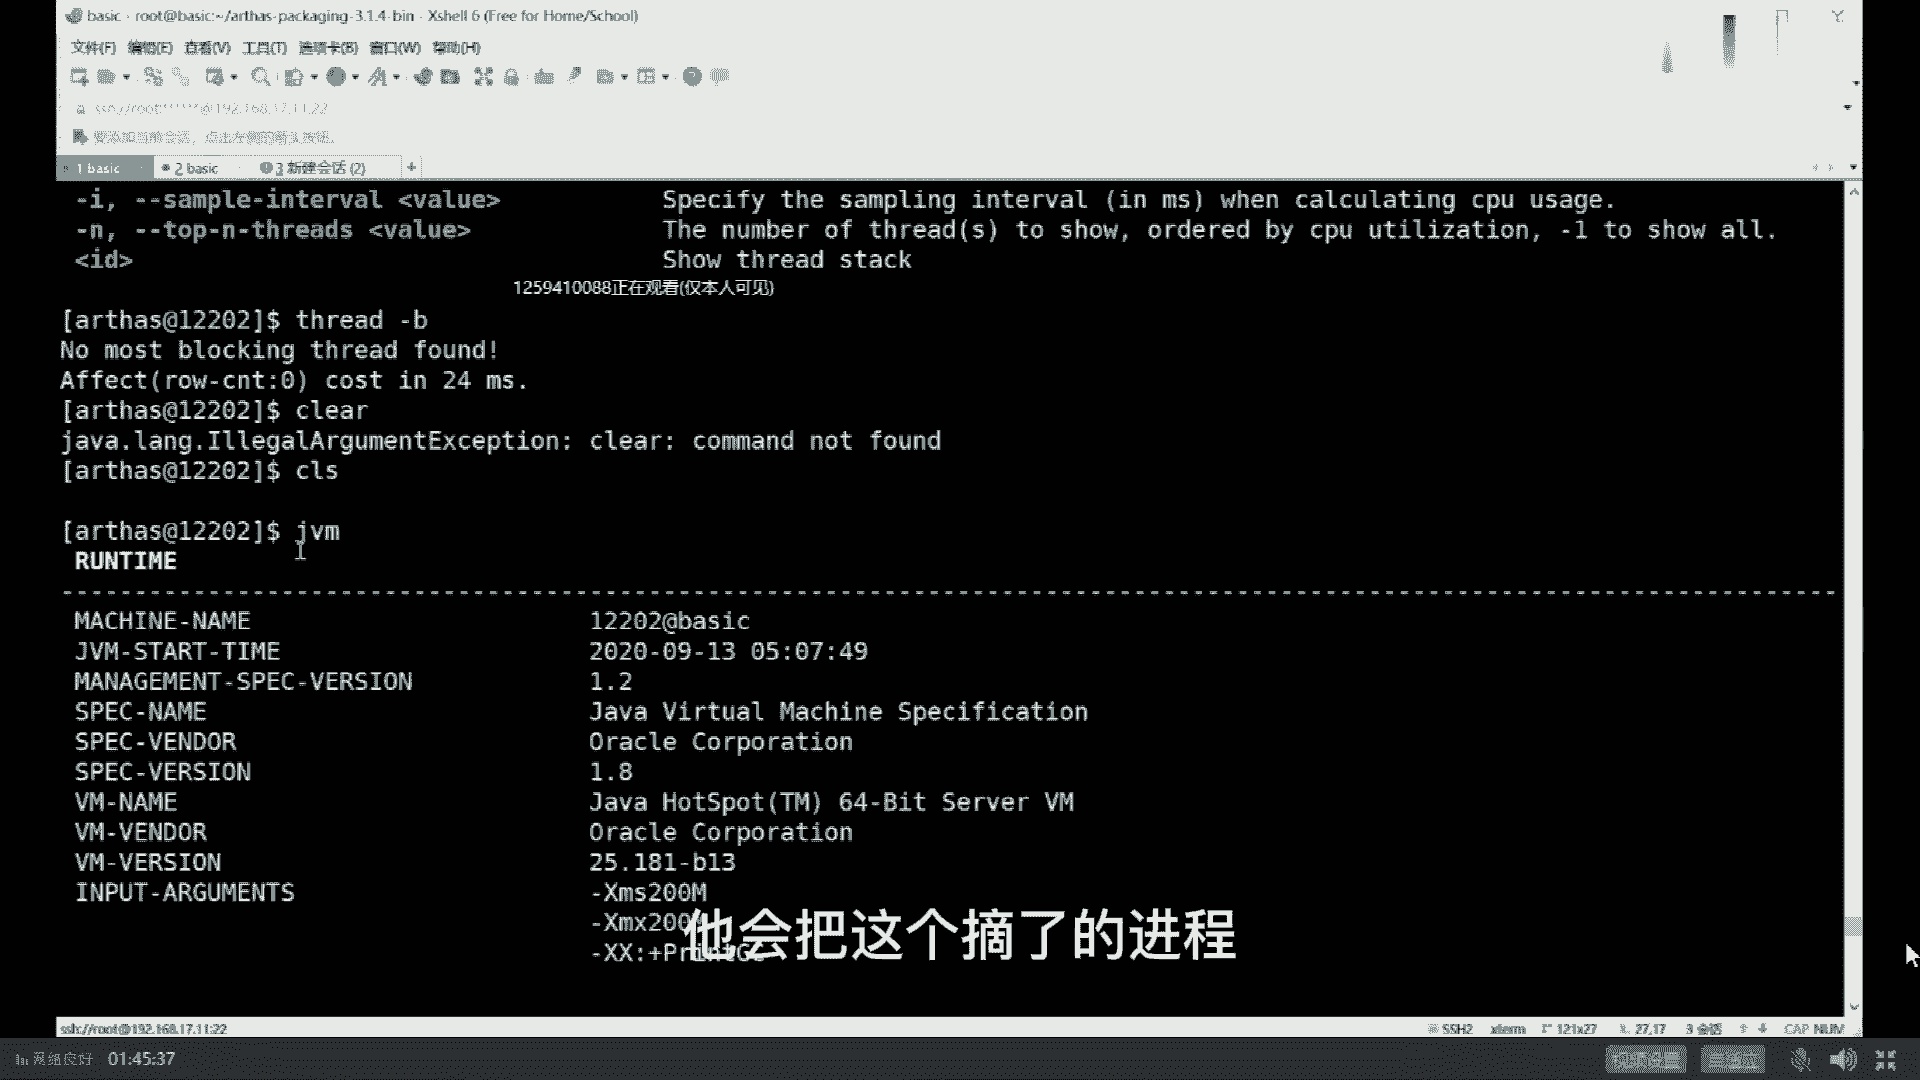 basic - root@basic:~/arthas-packaging-3.1.4-bin - Xshell 6 (Free for Home/School)
文件(F) 编辑(E) 查看(V) 工具(T) 选项卡(B) 窗口(W) 帮助(H)
ssh://root:******@192.168.17.11:22
要添加当前会话，点击左侧的箭头按钮。
1 basic 2 basic 3 新建会话 (2) +
-i, --sample-interval <value> Specify the sampling interval (in ms) when calculating cpu usage.
-n, --top-n-threads <value> The number of thread(s) to show, ordered by cpu utilization, -1 to show all.
<id> Show thread stack
1259410088正在观看(仅本人可见)
[arthas@12202]$ thread -b
No most blocking thread found!
Affect(row-cnt:0) cost in 24 ms.
[arthas@12202]$ clear
java.lang.IllegalArgumentException: clear: command not found
[arthas@12202]$ cls
[arthas@12202]$ jvm
RUNTIME
MACHINE-NAME 12202@basic
JVM-START-TIME 2020-09-13 05:07:49
MANAGEMENT-SPEC-VERSION 1.2
SPEC-NAME Java Virtual Machine Specification
SPEC-VENDOR Oracle Corporation
SPEC-VERSION 1.8
VM-NAME Java HotSpot(TM) 64-Bit Server VM
VM-VENDOR Oracle Corporation
VM-VERSION 25.181-b13
INPUT-ARGUMENTS -Xms200M
-Xmx200M
-XX:+PrintGC
他会把这个摘了的进程
ssh://root@192.168.17.11:22 SSH2 xterm 121x27 27,17 3 会话 CAP NUM
网络良好 01:45:37